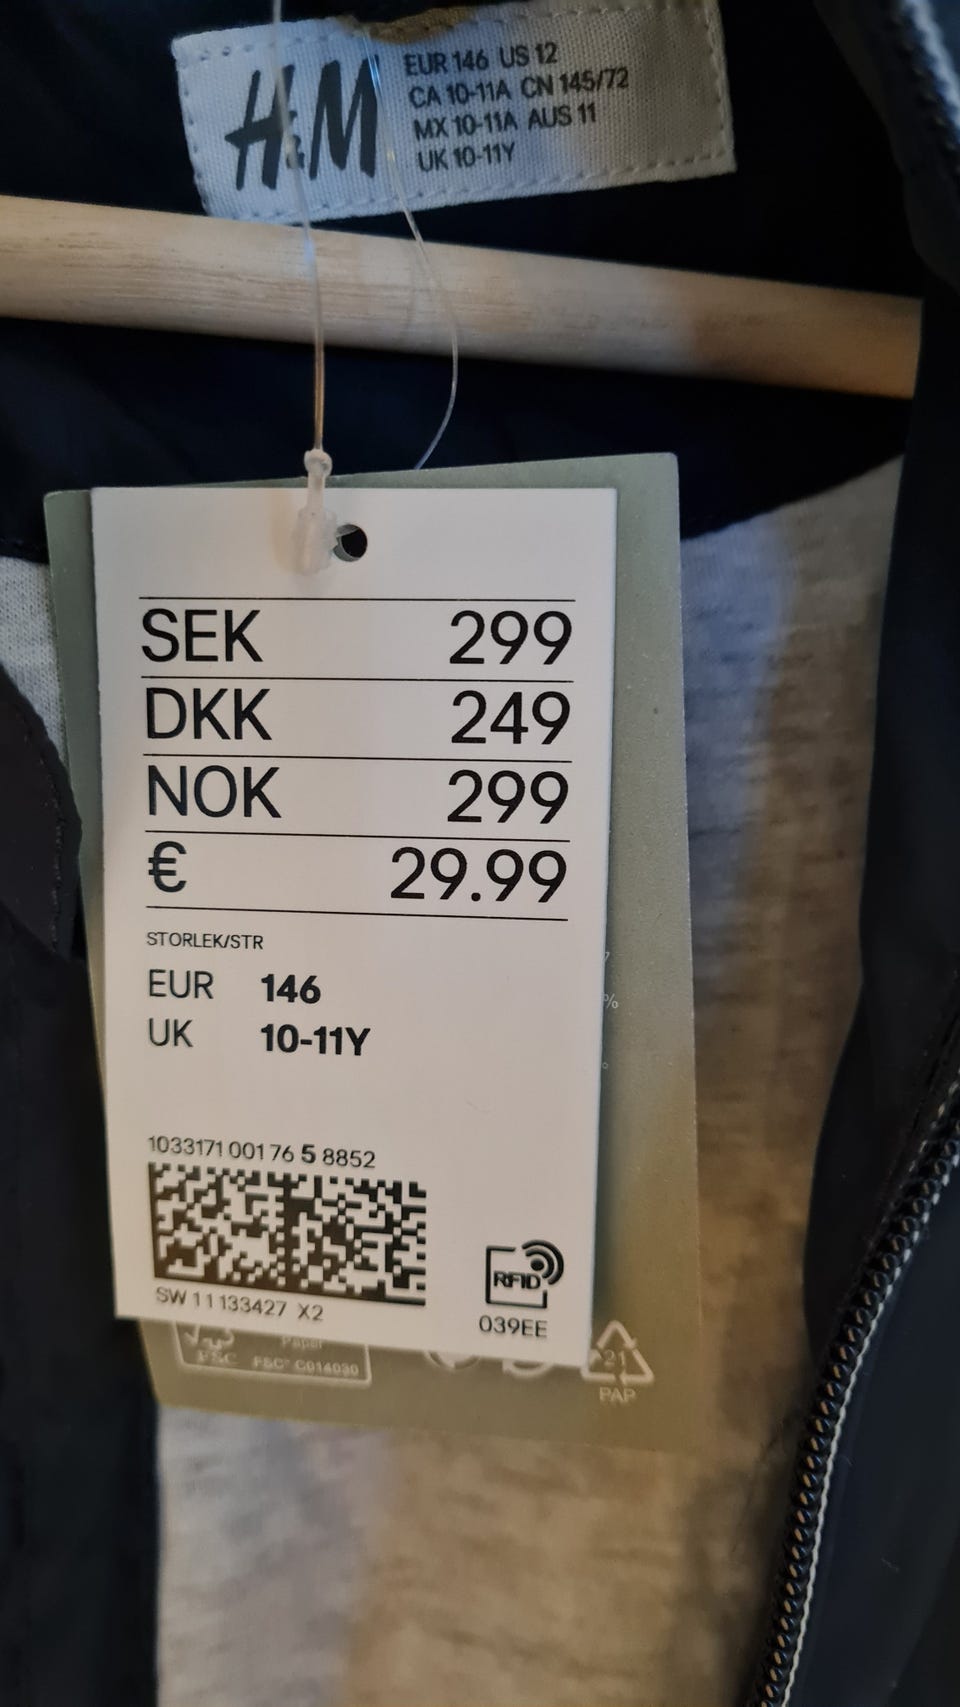 H&M
EUR 146 US 12
CA 10-11A CN 145/72
MX 10-11A AUS 11
UK 10-11Y
SEK 299
DKK 249
NOK 299
€ 29.99
STORLEK/STR
EUR 146
UK 10-11Y
1033171 001 76 5 8852
SW 11133427 X2
RFID
039EE
%
Paper
FSC FSC® C014030
21
PAP